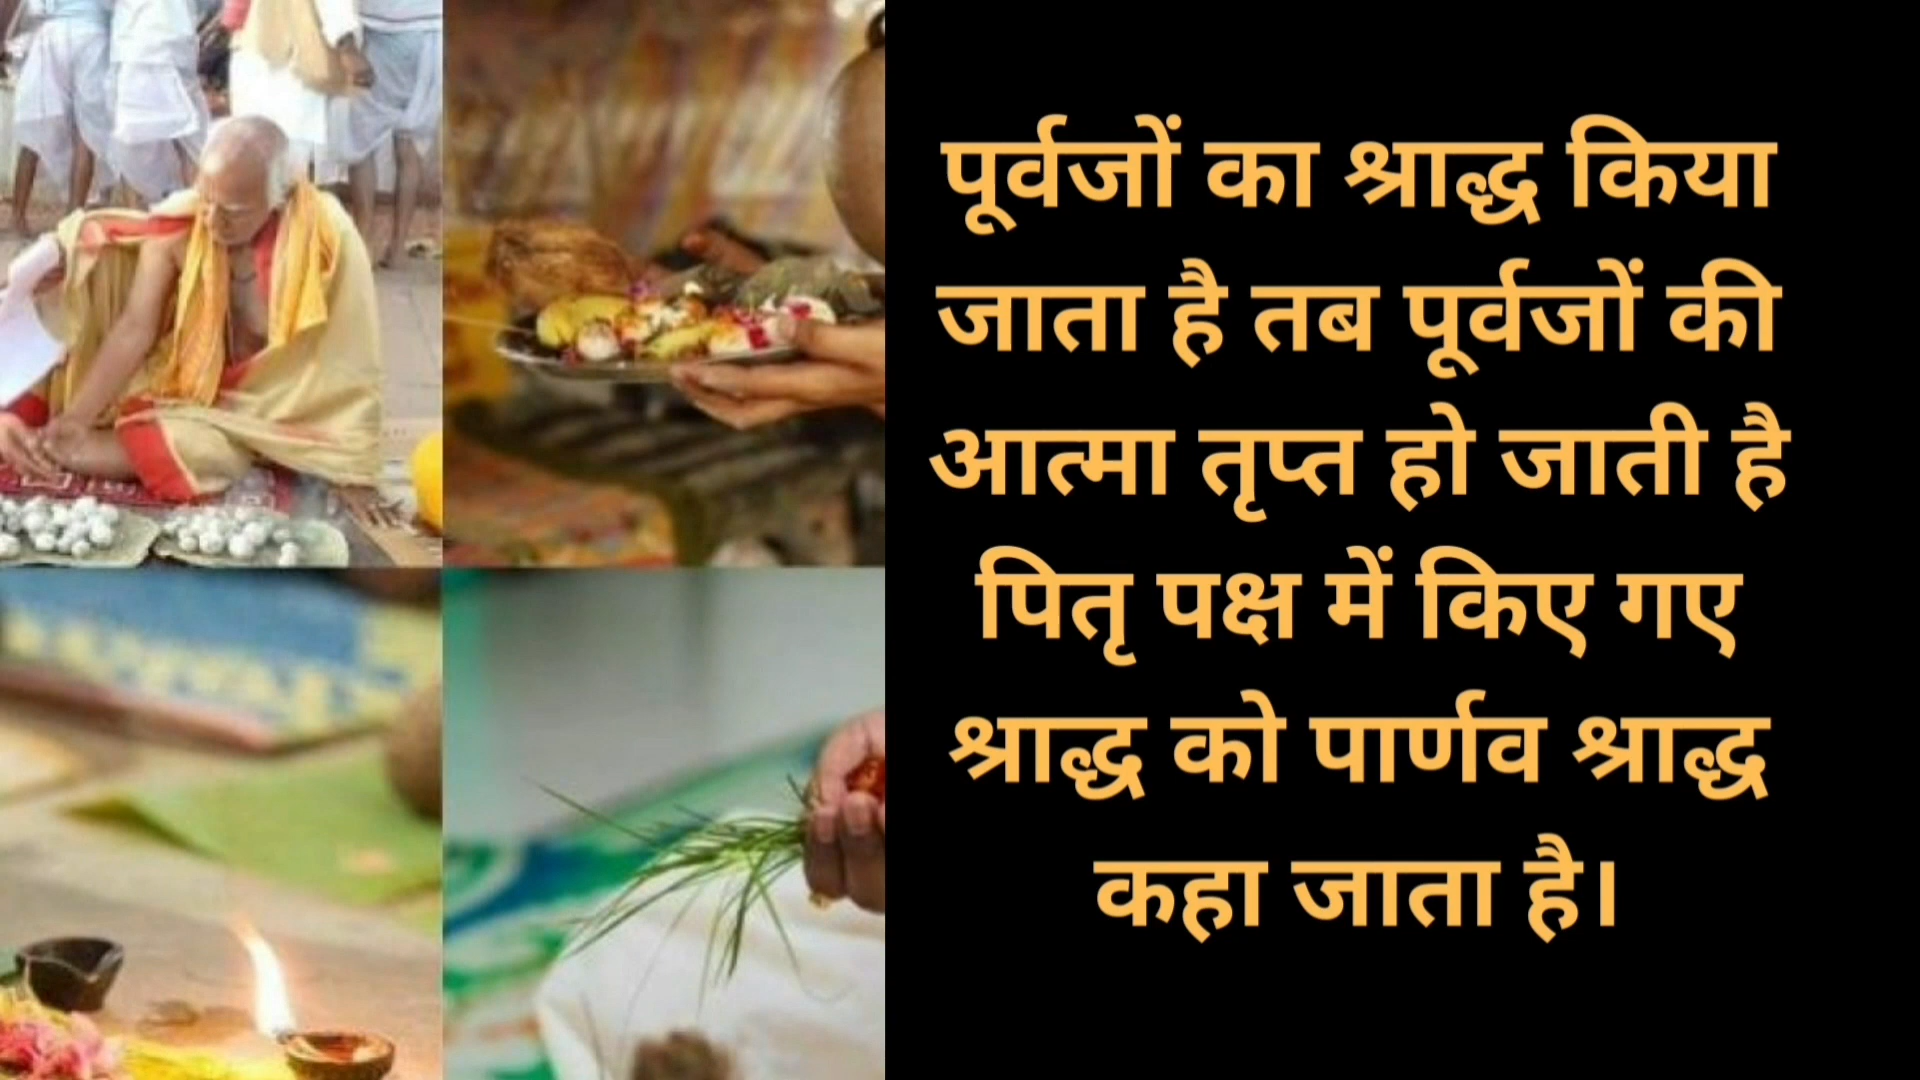 पूर्वजों का श्राद्ध किया
जाता है तब पूर्वजों की
आत्मा तृप्त हो जाती है
पितृ पक्ष में किए गए
श्राद्ध को पार्णव श्राद्ध
कहा जाता है।